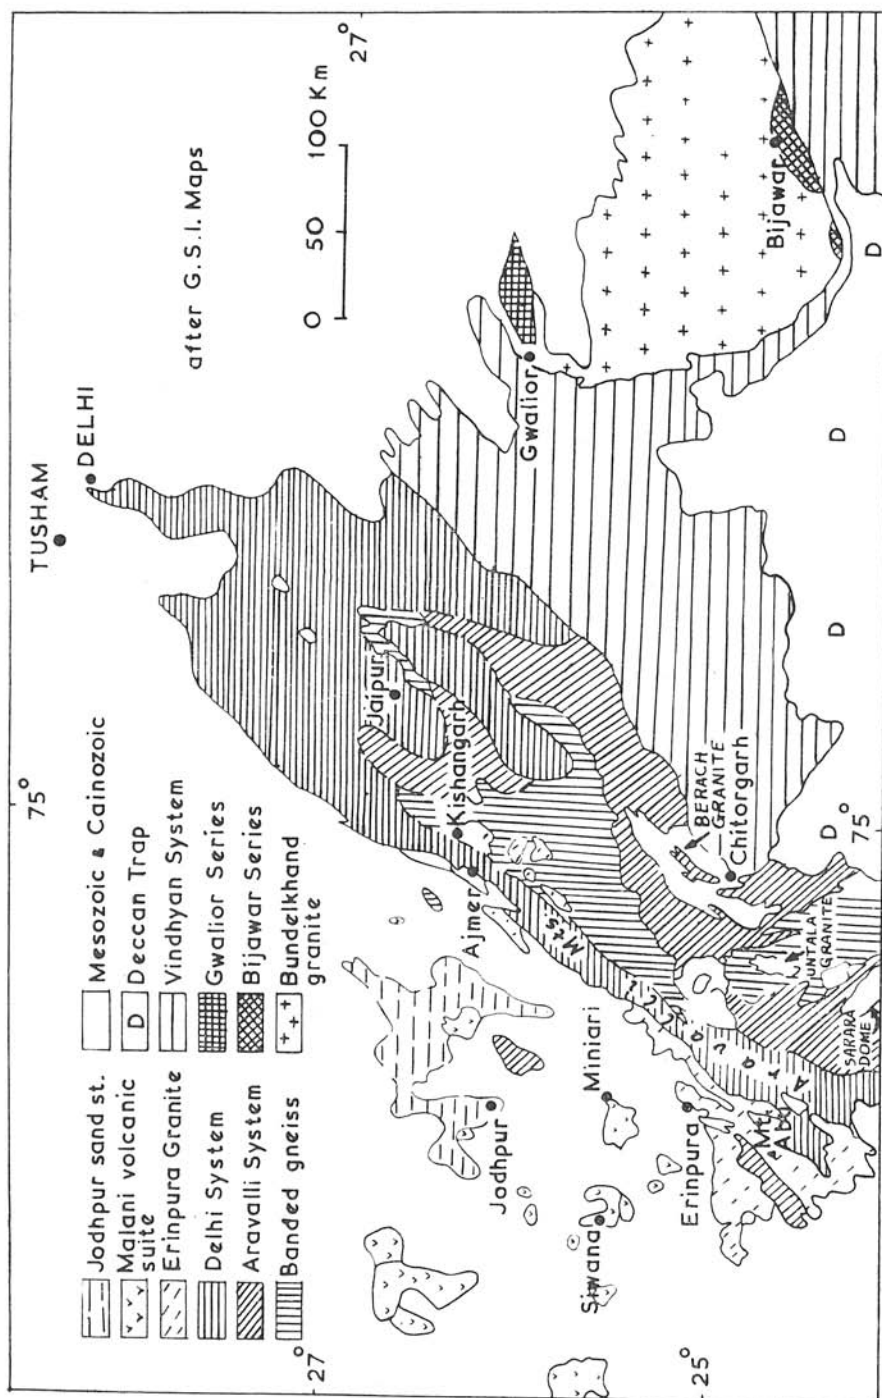 Jodhpur sand st.
Malani volcanic
suite
Erinpura Granite
Delhi System
Aravalli System
Banded gneiss
Mesozoic & Cainozoic
D
Deccan Trap
Vindhyan System
Gwalior Series
Bijawar Series
Bundelkhand
granite
75°
TUSHAM
DELHI
after G.S.I. Maps
0 50 100 Km
27°
27°
Jaipur
Kishangarh
Ajmer
Gwalior
Jodhpur
Miniari
Siwana
Erinpura
Mt.
Abu
Aravalli Mts
BERACH
GRANITE
Chitorgarh
UNTALA
GRANITE
SARARA
DOME
Bijawar
D
D
D
D
25°
75°